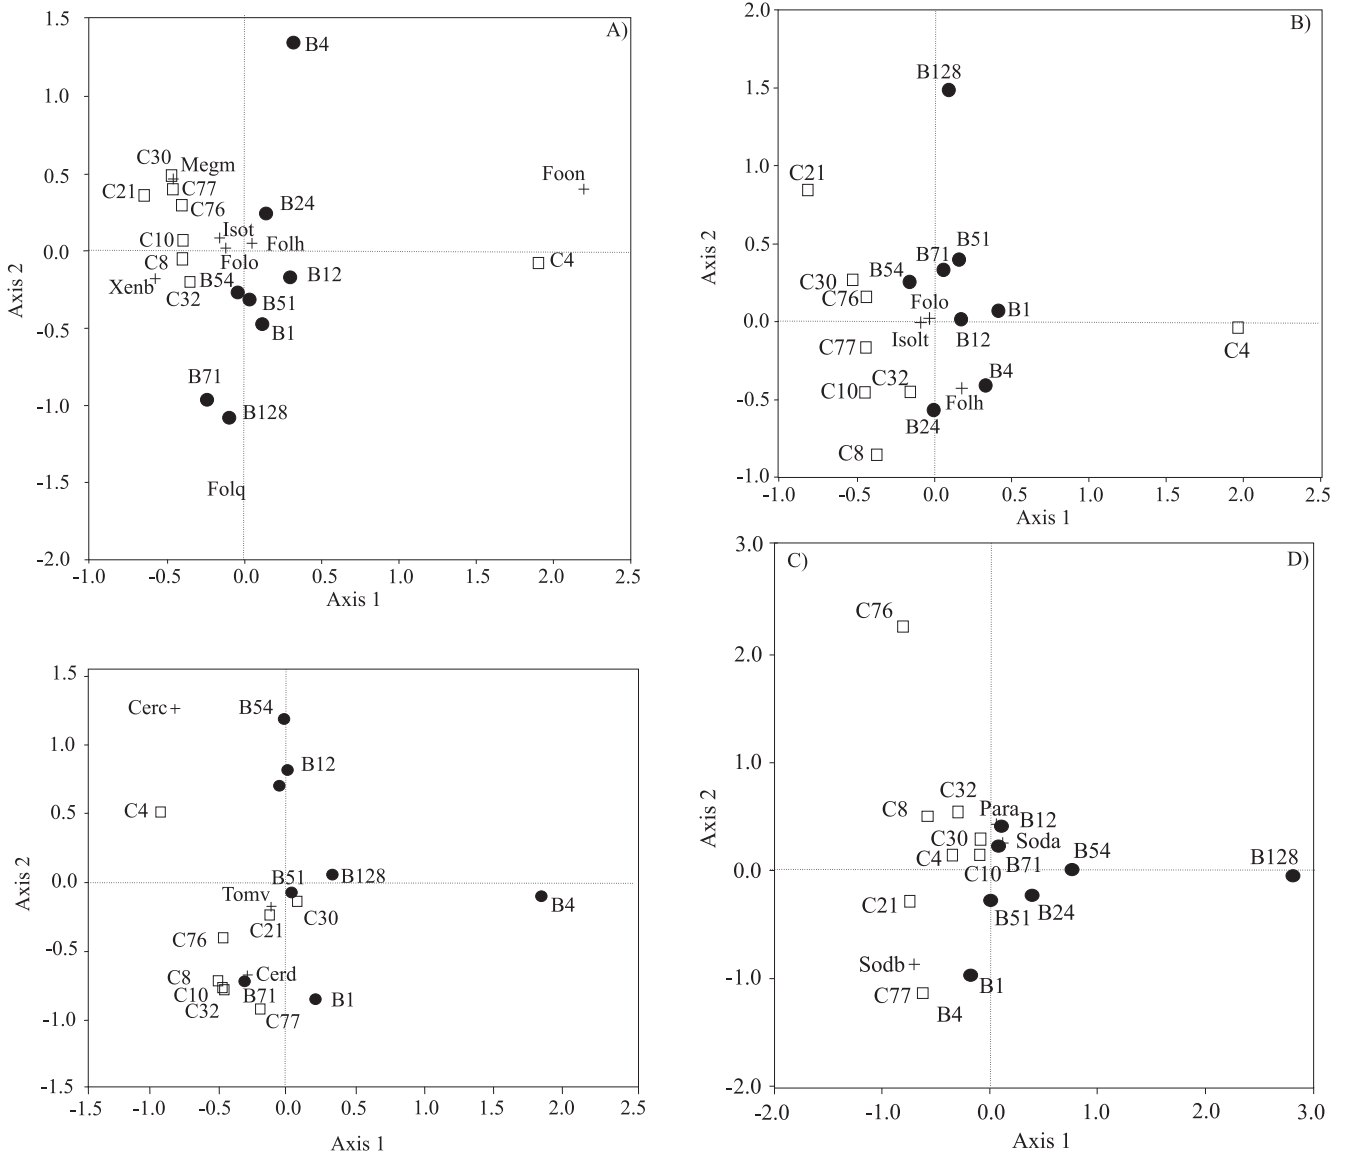 A)
1.5
1.0
0.5
0.0
-0.5
-1.0
-1.5
-2.0
Axis 2
B4
C30
Megm
Foon
C21
C77
C76
B24
Isot
C10
Folh
C8
Folo
C4
Xenb
B54
B12
C32
B51
B1
B71
B128
Folq
-1.0 -0.5 0.0 0.5 1.0 1.5 2.0 2.5
Axis 1
B)
2.0
1.5
1.0
0.5
0.0
-0.5
-1.0
Axis 2
B128
C21
B51
B71
B54
C30
C76
Folo
B1
Isolt
B12
C77
C4
C32
B4
C10
Folh
B24
C8
-1.0 -0.5 0.0 0.5 1.0 1.5 2.0 2.5
Axis 1
1.5
1.0
0.5
0.0
-0.5
-1.0
-1.5
Axis 2
Cerc
B54
B12
C4
B51
B128
Tomv
B4
C30
C21
C76
C8
Cerd
C10
B71
B1
C32
C77
-1.0 -0.5 0.0 0.5 1.0 1.5 2.0 2.5
Axis 1
C)
D)
3.0
2.0
1.0
0.0
-1.0
-2.0
Axis 2
C76
C32
C8
Para
B12
C30
Soda
C4
B54
B128
B71
C10
C21
B51
B24
Sodb
B1
C77
B4
-2.0 -1.0 0.0 1.0 2.0 3.0
Axis 1